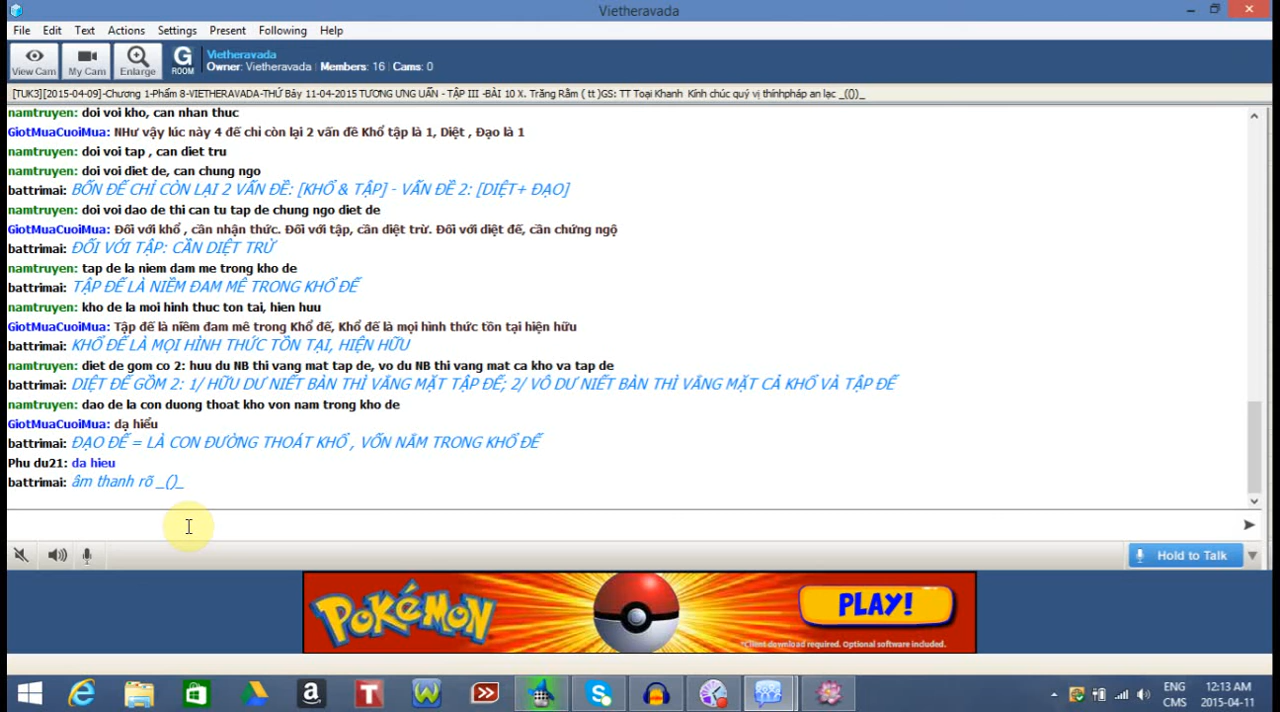 Vietheravada
File Edit Text Actions Settings Present Following Help
View Cam My Cam Enlarge G ROOM
Vietheravada
Owner: Vietheravada | Members: 16 | Cams: 0
[TUK3][2015-04-09]-Chương 1-Phẩm 8-VIETHERAVADA-THỨ Bảy 11-04-2015 TƯƠNG ƯNG UẨN - TẬP III -BÀI 10 X. Trăng Rằm ( tt )GS: TT Toại Khanh Kính chúc quý vị thínhpháp an lạc _(())_
namtruyen: doi voi kho, can nhan thuc
GiotMuaCuoiMua: NHư vậy lúc này 4 đế chỉ còn lại 2 vấn đề Khổ tập là 1, Diệt , Đạo là 1
namtruyen: doi voi tap , can diet tru
namtruyen: doi voi diet de, can chung ngo
battrimai: BỐN ĐẾ CHỈ CÒN LẠI 2 VẤN ĐỀ: [KHỔ & TẬP] - VẤN ĐỀ 2: [DIỆT+ ĐẠO]
namtruyen: doi voi dao de thi can tu tap de chung ngo diet de
GiotMuaCuoiMua: Đối với khổ , cần nhận thức. Đối với tập, cần diệt trừ. Đối với diệt đế, cần chứng ngộ
battrimai: ĐỐI VỚI TẬP: CẦN DIỆT TRỪ
namtruyen: tap de la niem dam me trong kho de
battrimai: TẬP ĐẾ LÀ NIỀM ĐAM MÊ TRONG KHỔ ĐẾ
namtruyen: kho de la moi hinh thuc ton tai, hien huu
GiotMuaCuoiMua: Tập đế là niềm đam mê trong Khổ đế, Khổ đế là mọi hình thức tồn tại hiện hữu
battrimai: KHỔ ĐẾ LÀ MỌI HÌNH THỨC TỒN TẠI, HIỆN HỮU
namtruyen: diet de gom co 2: huu du NB thi vang mat tap de, vo du NB thi vang mat ca kho va tap de
battrimai: DIỆT ĐẾ GỒM 2: 1/ HỮU DƯ NIẾT BÀN THÌ VẮNG MẶT TẬP ĐẾ; 2/ VÔ DƯ NIẾT BÀN THÌ VẮNG MẶT CẢ KHỔ VÀ TẬP ĐẾ
namtruyen: dao de la con duong thoat kho von nam trong kho de
GiotMuaCuoiMua: dạ hiểu
battrimai: ĐẠO ĐẾ = LÀ CON ĐƯỜNG THOÁT KHỔ , VỐN NẰM TRONG KHỔ ĐẾ
Phu du21: da hieu
battrimai: âm thanh rõ _()_
Hold to Talk
POKéMON PLAY!
*Client download required. Optional software included.
ENG 12:13 AM
CMS 2015-04-11